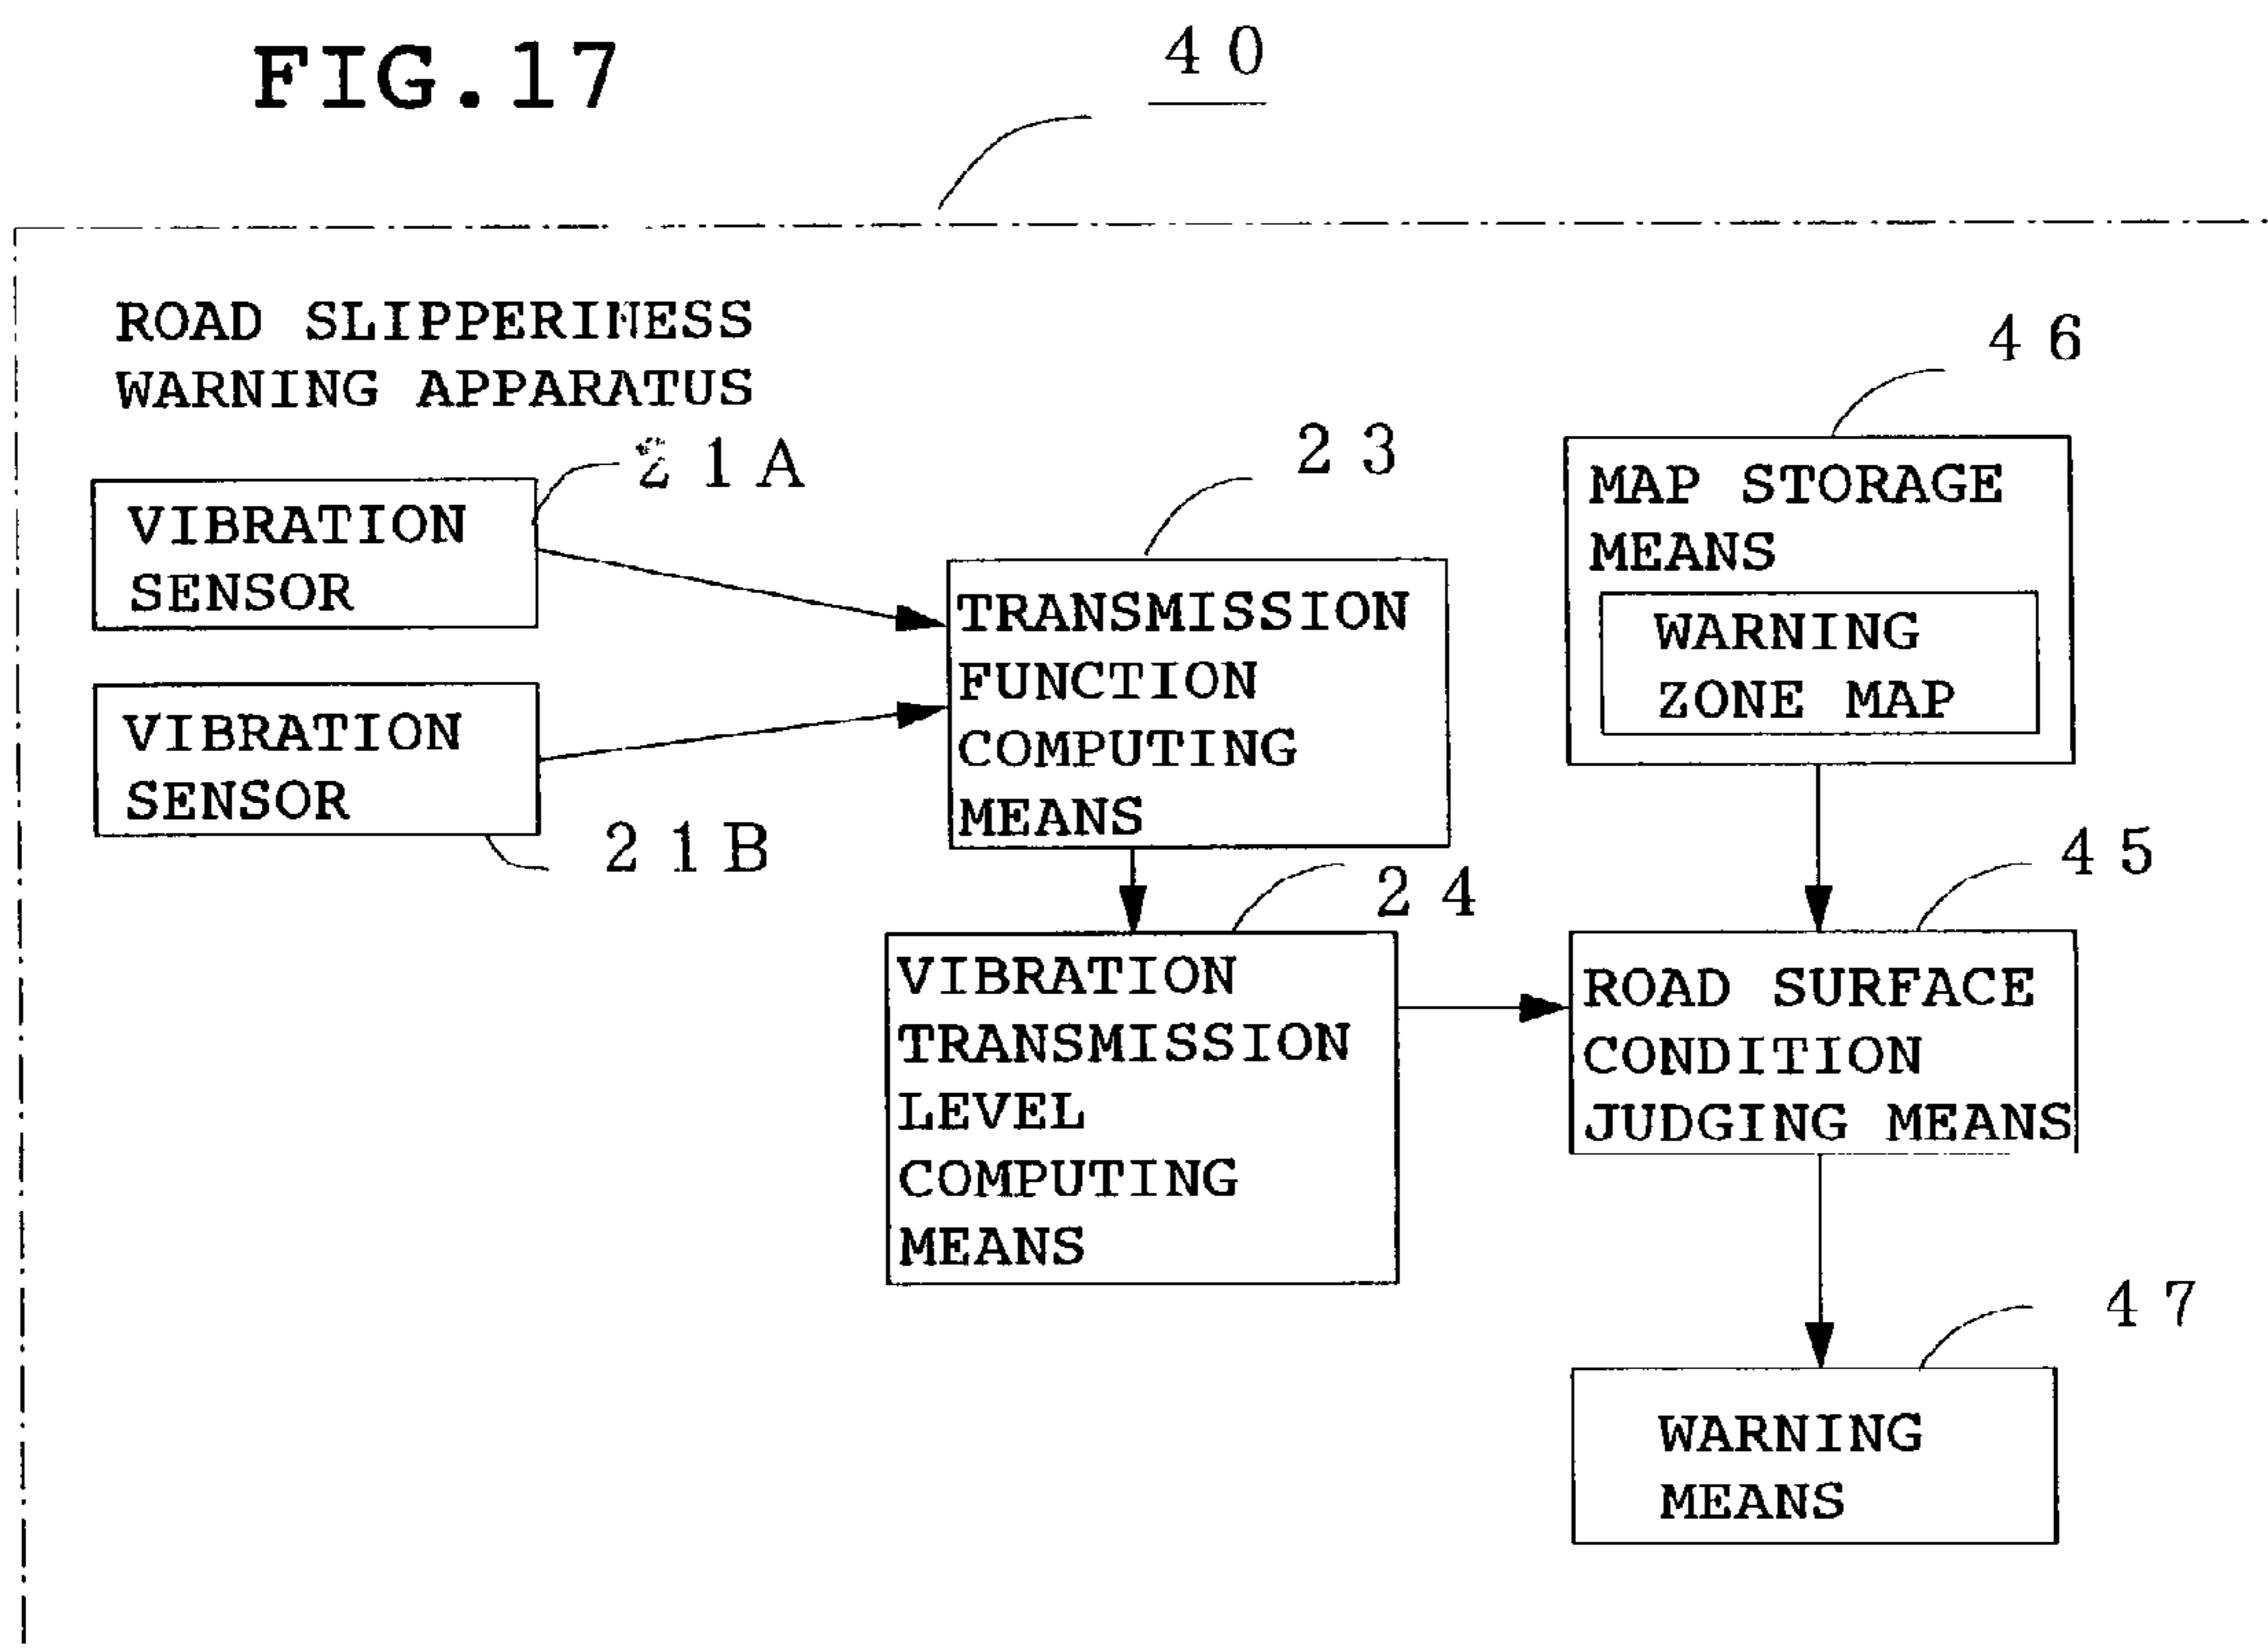 FIG.17
40
ROAD SLIPPERINESS
WARNING APPARATUS
21A
VIBRATION
SENSOR
VIBRATION
SENSOR
21B
23
TRANSMISSION
FUNCTION
COMPUTING
MEANS
24
VIBRATION
TRANSMISSION
LEVEL
COMPUTING
MEANS
46
MAP STORAGE
MEANS
WARNING
ZONE MAP
45
ROAD SURFACE
CONDITION
JUDGING MEANS
47
WARNING
MEANS